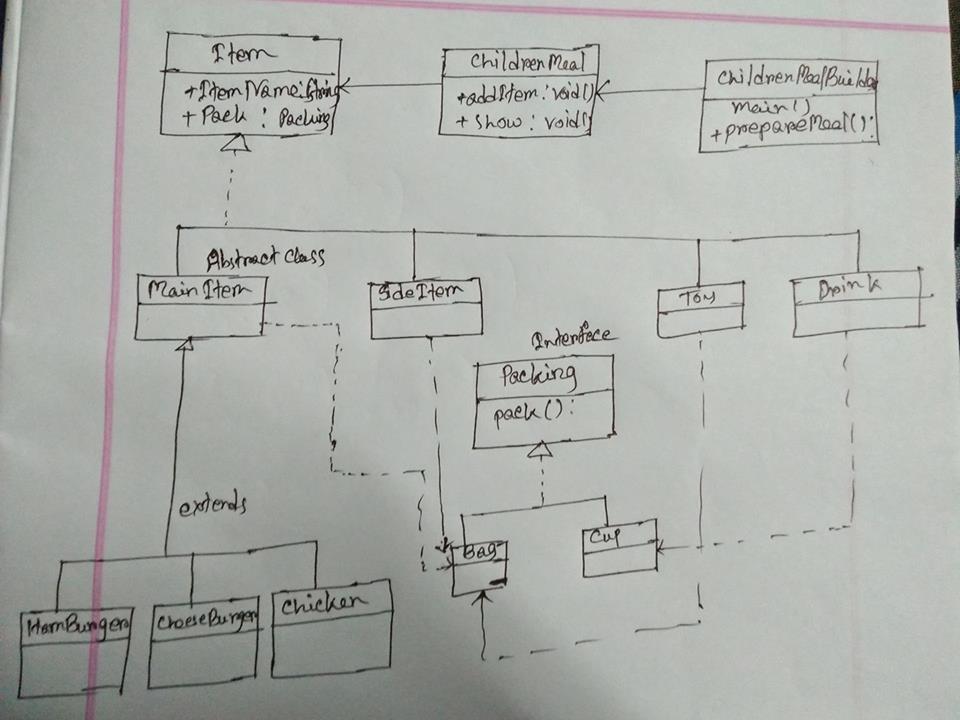 Item
+ItemName:String
+ Pack : Packing
ChildrenMeal
+addItem:void()
+ show : void()
ChildrenMealBuilder
main()
+prepareMeal():
Abstract Class
MainItem
SideItem
Toy
Drink
Interface
Packing
pack():
extends
Bag
Cup
HamBurger
CheeseBurger
Chicken